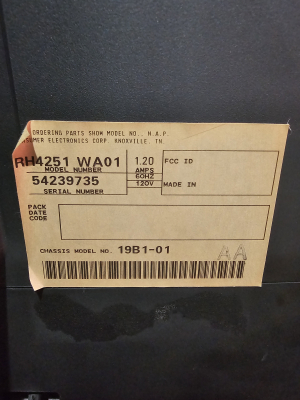 ORDERING PARTS SHOW MODEL NO., N.A.P.
CONSUMER ELECTRONICS CORP. KNOXVILLE, TN.
RH4251 WA01
MODEL NUMBER
54239735
SERIAL NUMBER
1.20
AMPS
60HZ
120V
FCC ID
MADE IN
PACK
DATE
CODE
CHASSIS MODEL NO. 19B1-01
AA